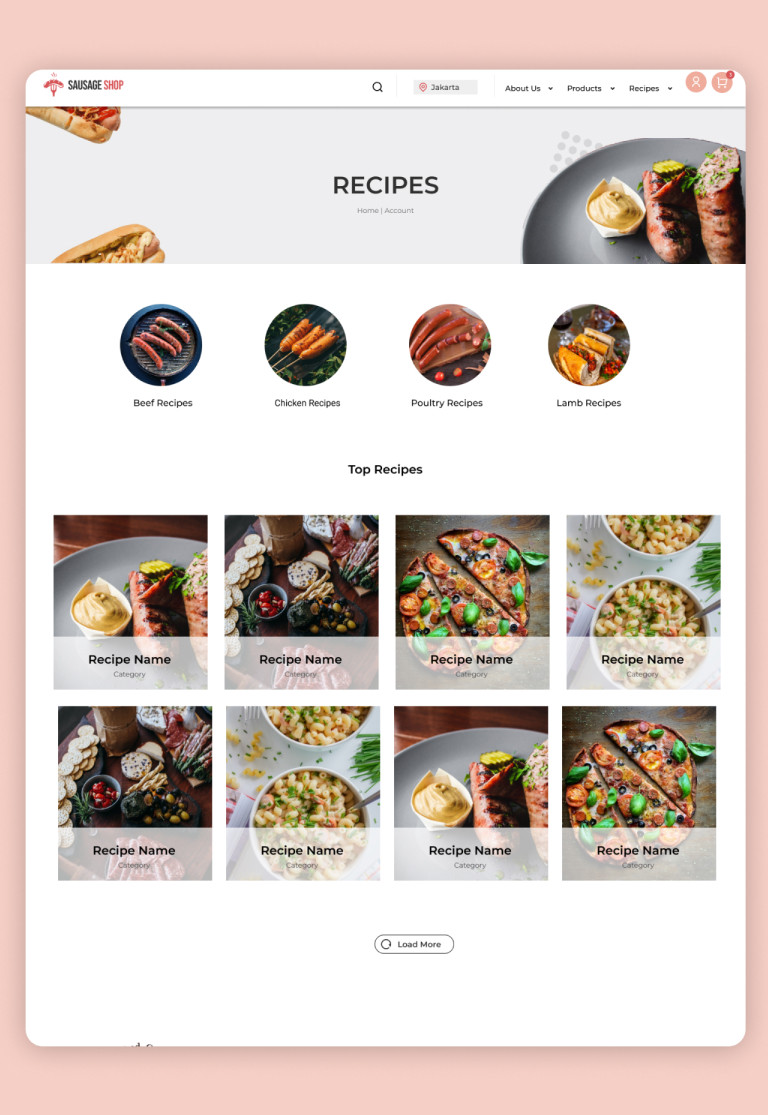 SAUSAGE SHOP
Jakarta
About Us
Products
Recipes
RECIPES
Home | Account
Beef Recipes
Chicken Recipes
Poultry Recipes
Lamb Recipes
Top Recipes
Recipe Name
Category
Recipe Name
Category
Recipe Name
Category
Recipe Name
Category
Recipe Name
Category
Recipe Name
Category
Recipe Name
Category
Recipe Name
Category
Load More